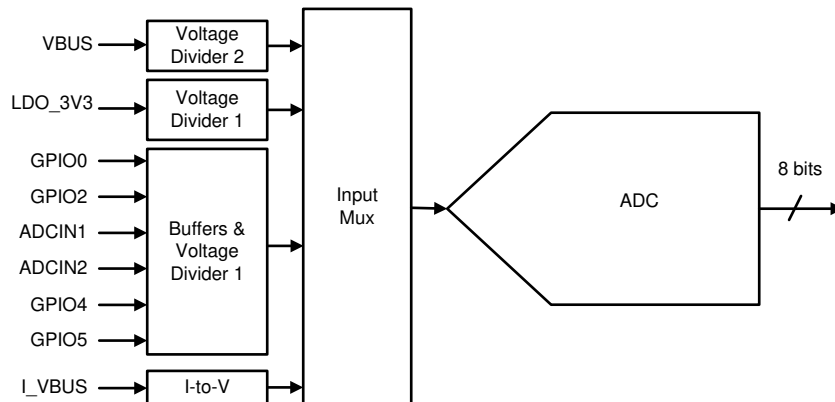 VBUS
Voltage
Divider 2
LDO_3V3
Voltage
Divider 1
GPIO0
GPIO2
ADCIN1
ADCIN2
GPIO4
GPIO5
Buffers &
Voltage
Divider 1
I_VBUS
I-to-V
Input
Mux
ADC
8 bits